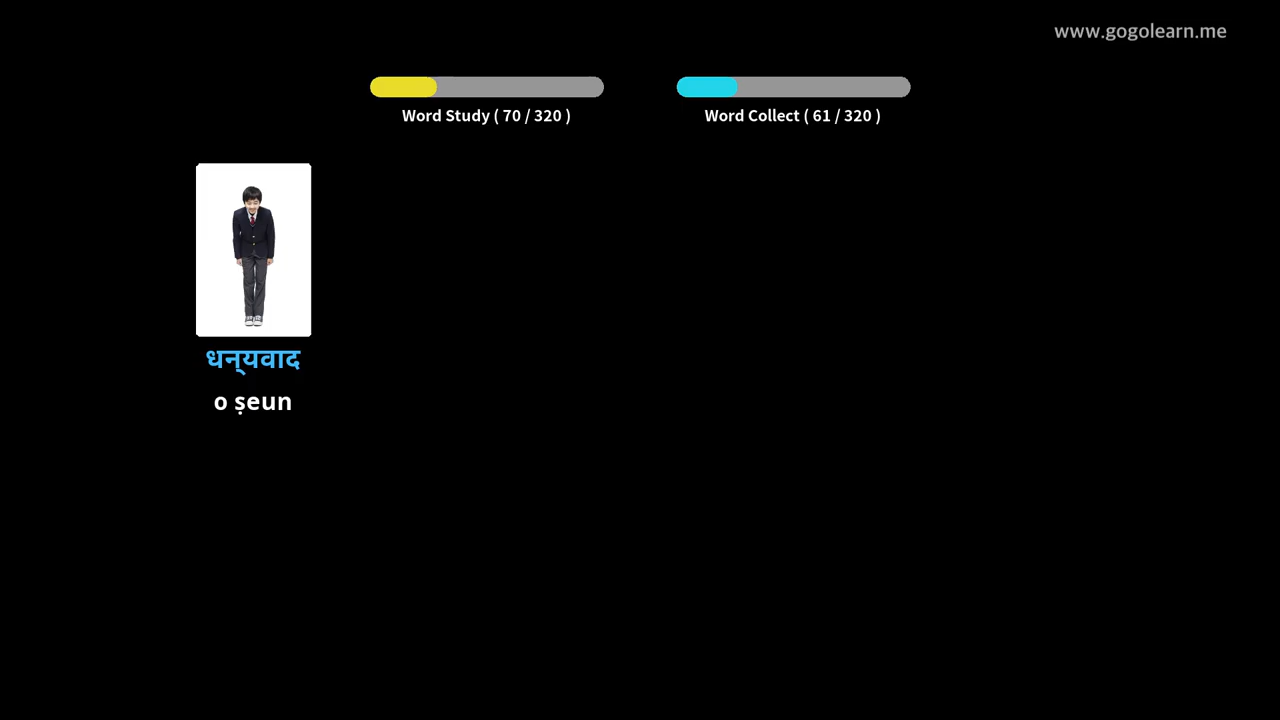 www.gogolearn.me
Word Study ( 70 / 320 )
Word Collect ( 61 / 320 )
धन्‌यवाद
o ṣeun